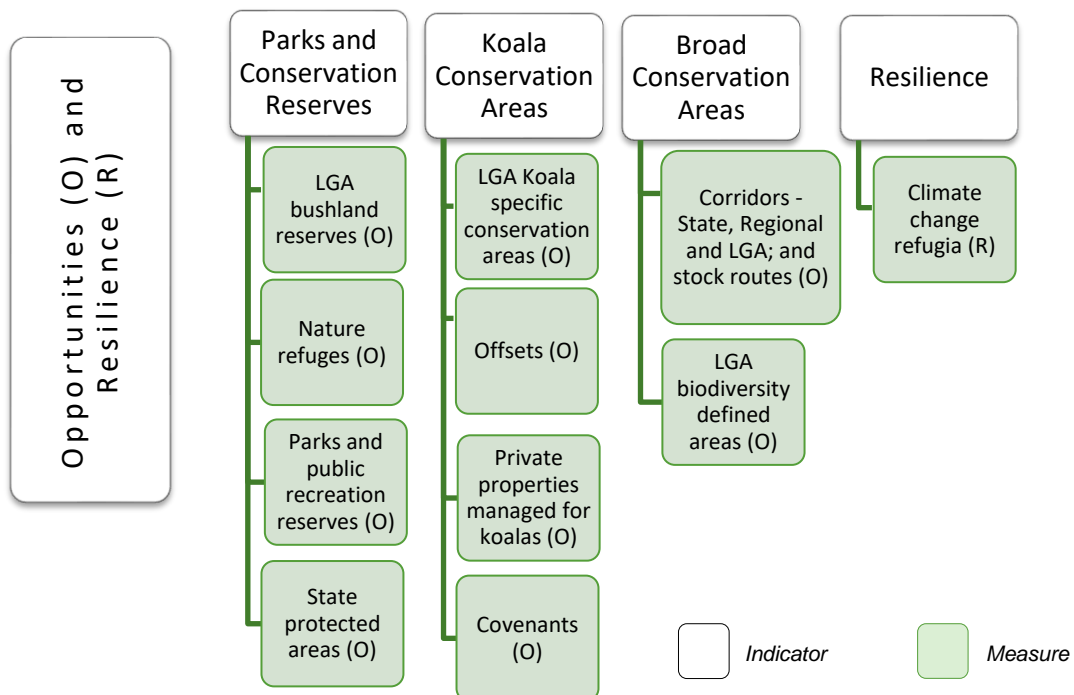 Opportunities (O) and
Resilience (R)
Parks and
Conservation
Reserves
LGA
bushland
reserves (O)
Nature
refuges (O)
Parks and
public
recreation
reserves (O)
State
protected
areas (O)
Koala
Conservation
Areas
LGA Koala
specific
conservation
areas (O)
Offsets (O)
Private
properties
managed for
koalas (O)
Covenants
(O)
Broad
Conservation
Areas
Corridors -
State, Regional
and LGA; and
stock routes (O)
LGA
biodiversity
defined
areas (O)
Resilience
Climate
change
refugia (R)
Indicator
Measure